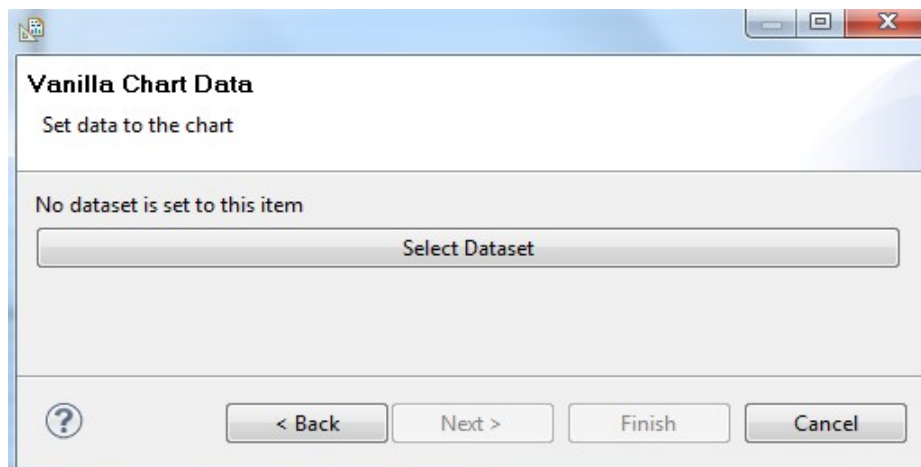 Vanilla Chart Data
Set data to the chart
No dataset is set to this item
Select Dataset
? < Back Next > Finish Cancel